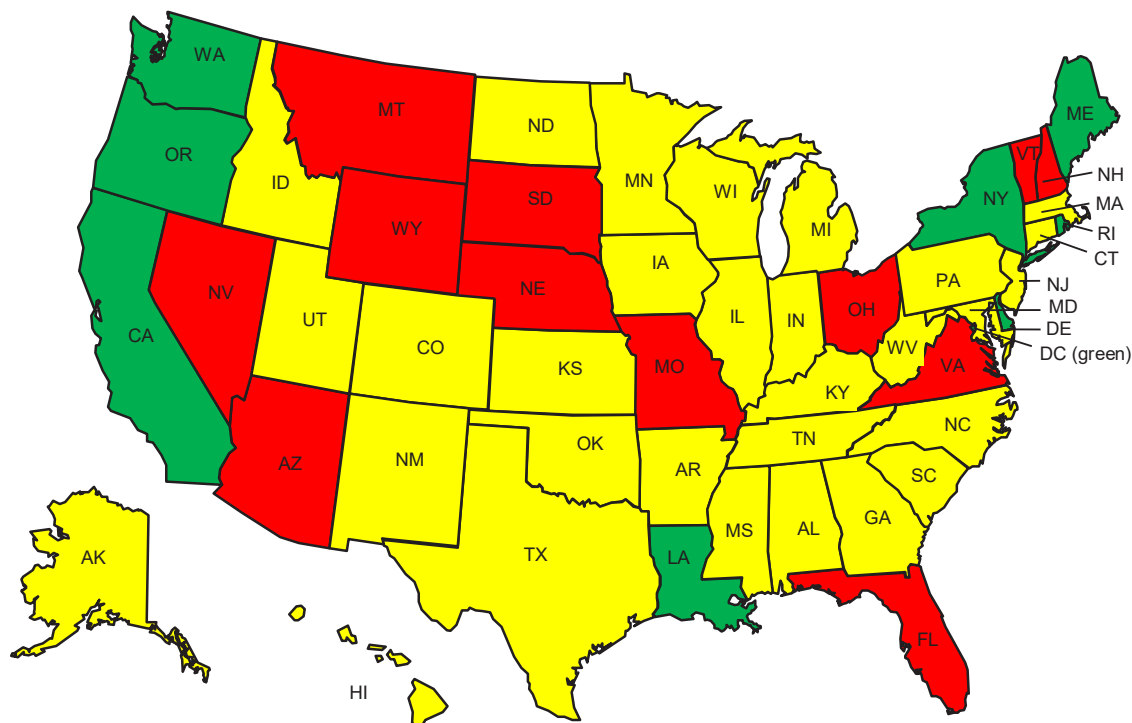 WA
MT
ND
ME
OR
ID
MN
VT
NH
SD
WI
NY
MA
WY
MI
RI
CT
IA
PA
NJ
NE
NV
OH
MD
UT
IL
IN
DE
CA
CO
WV
DC (green)
KS
MO
VA
KY
NC
OK
TN
AZ
NM
AR
SC
MS
AL
GA
TX
LA
AK
FL
HI